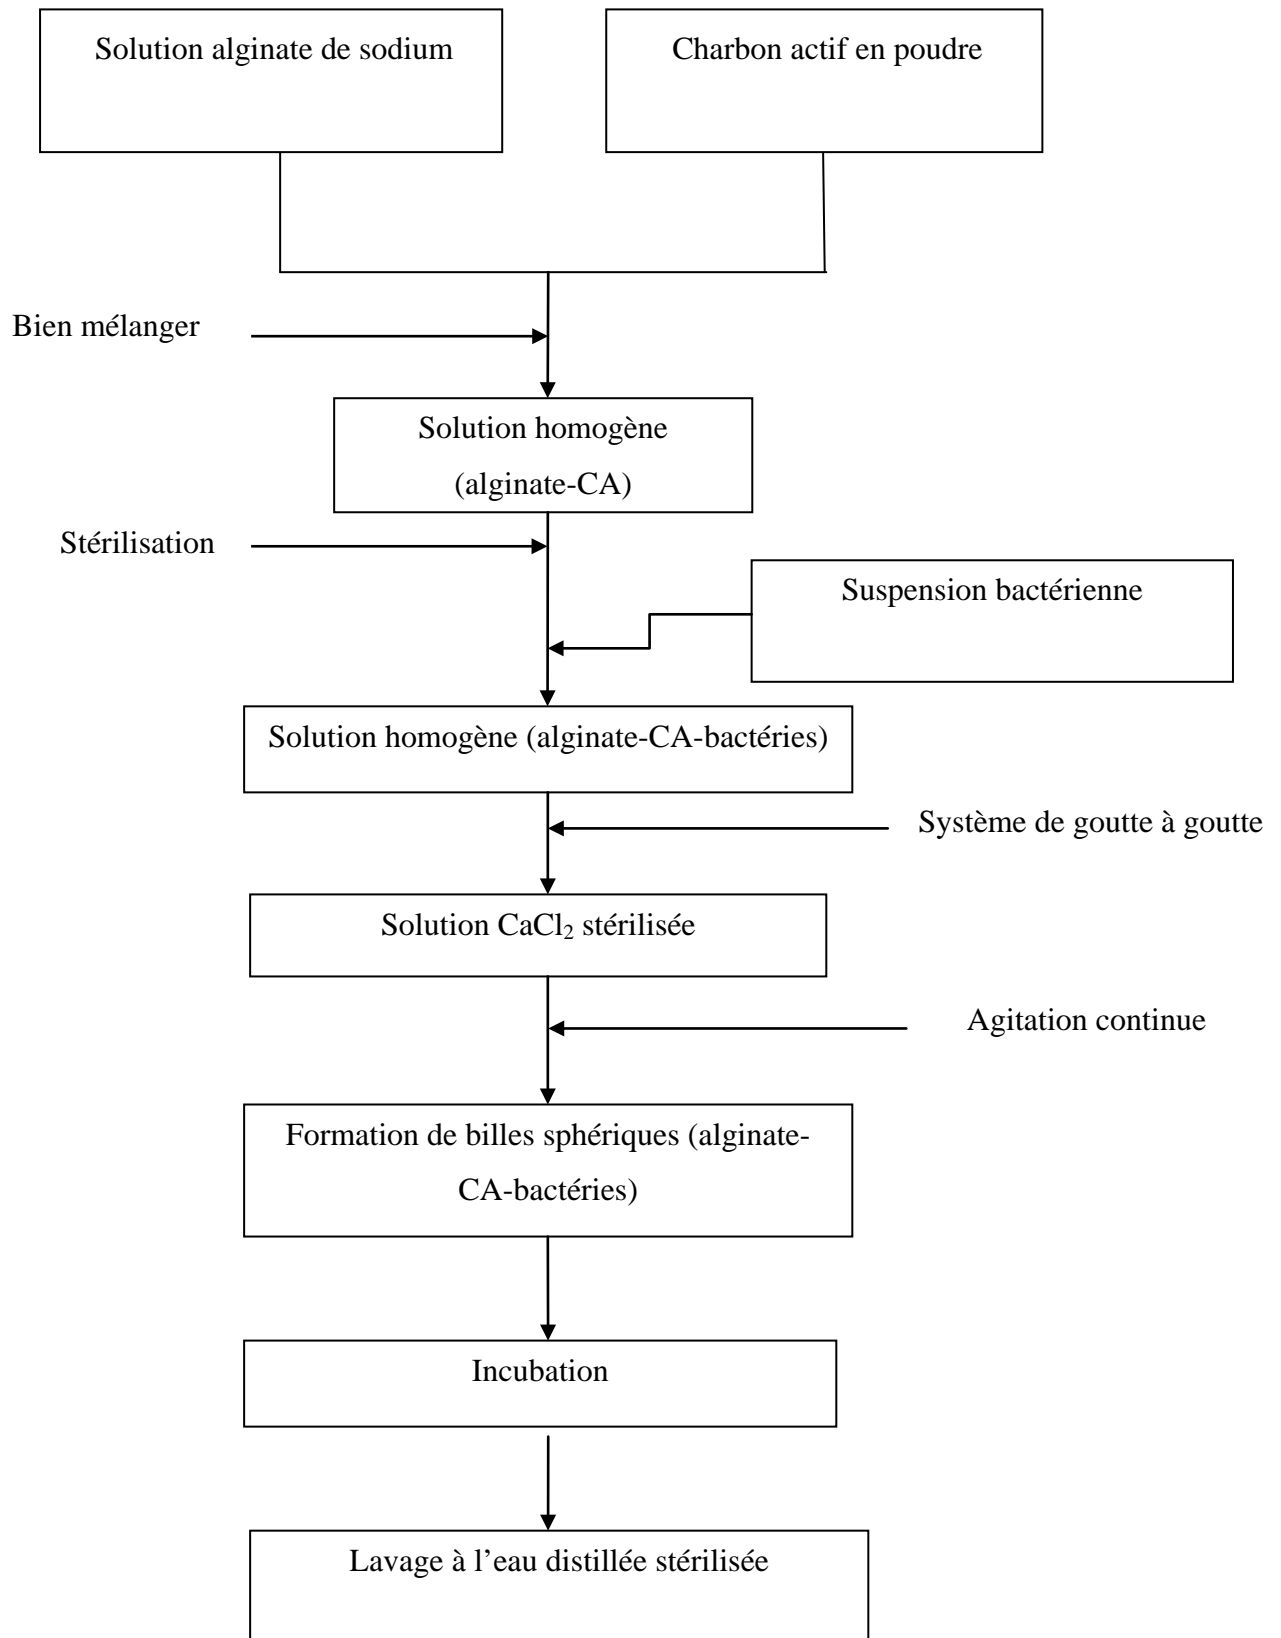 Solution alginate de sodium
Charbon actif en poudre
Bien mélanger
Solution homogène
(alginate-CA)
Stérilisation
Suspension bactérienne
Solution homogène (alginate-CA-bactéries)
Système de goutte à goutte
Solution CaCl₂ stérilisée
Agitation continue
Formation de billes sphériques (alginate-
CA-bactéries)
Incubation
Lavage à l’eau distillée stérilisée